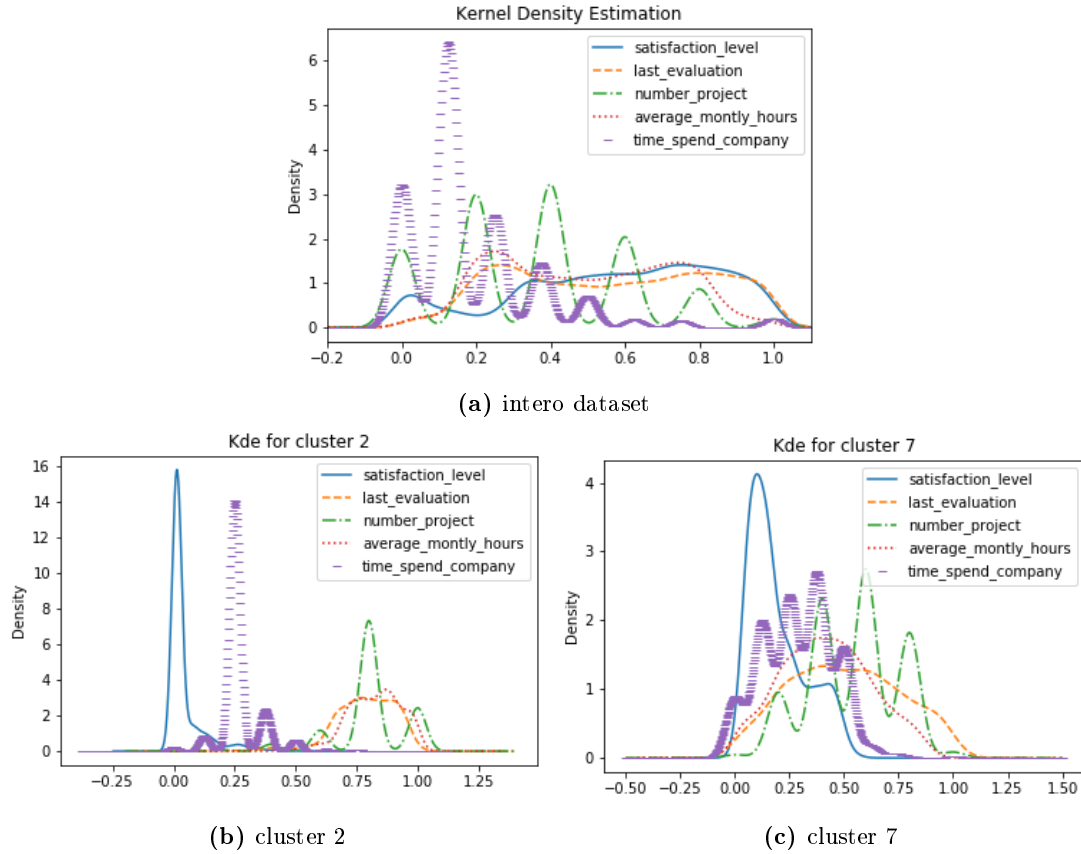 Kernel Density Estimation
satisfaction_level
last_evaluation
number_project
average_montly_hours
time_spend_company
Density
6
5
4
3
2
1
0
−0.2 0.0 0.2 0.4 0.6 0.8 1.0
(a) intero dataset
Kde for cluster 2
satisfaction_level
last_evaluation
number_project
average_montly_hours
time_spend_company
Density
16
14
12
10
8
6
4
2
0
−0.25 0.00 0.25 0.50 0.75 1.00 1.25
(b) cluster 2
Kde for cluster 7
satisfaction_level
last_evaluation
number_project
average_montly_hours
time_spend_company
Density
4
3
2
1
0
−0.50 −0.25 0.00 0.25 0.50 0.75 1.00 1.25 1.50
(c) cluster 7